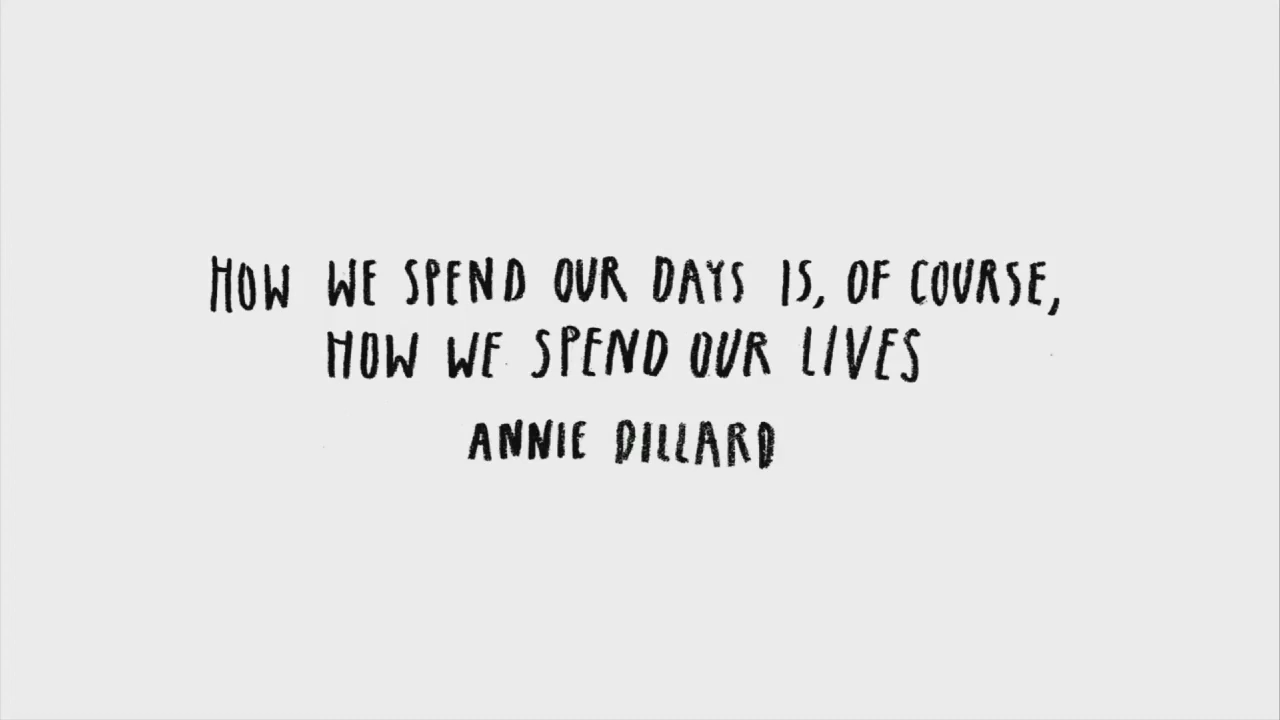 HOW WE SPEND OUR DAYS IS, OF COURSE,
HOW WE SPEND OUR LIVES
ANNIE DILLARD